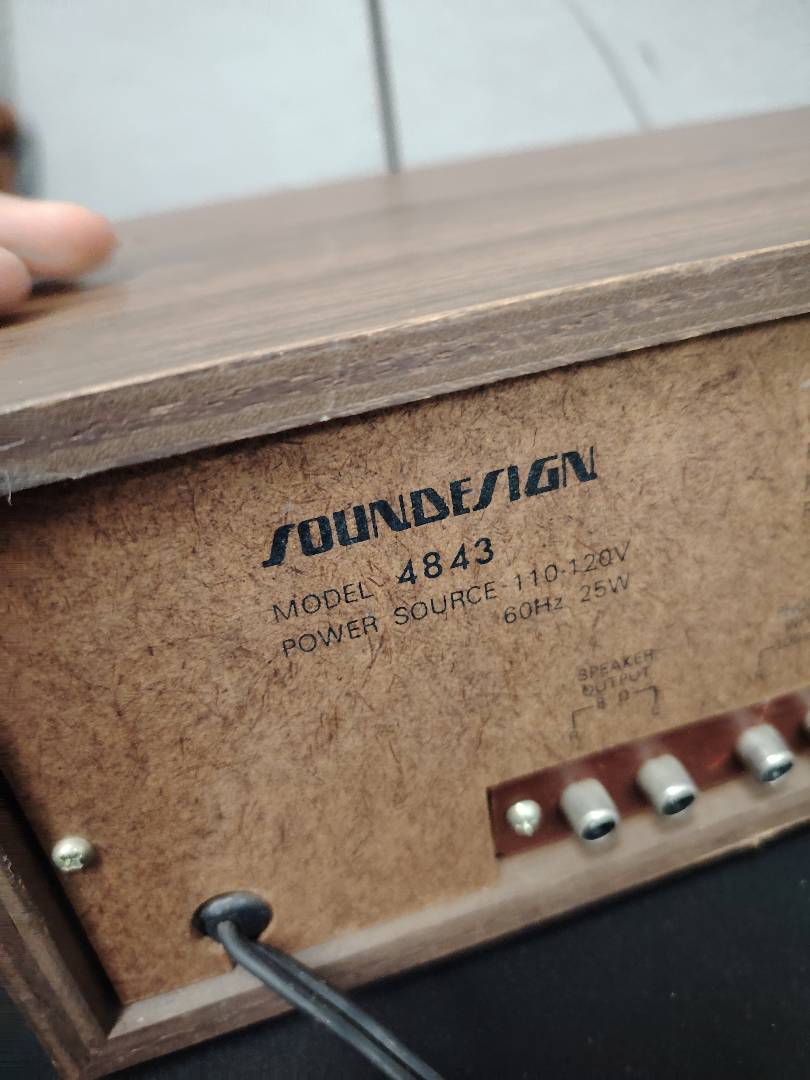 SOUNDESIGN
MODEL 4843
POWER SOURCE 110-120V
60Hz 25W
SPEAKER
OUTPUT